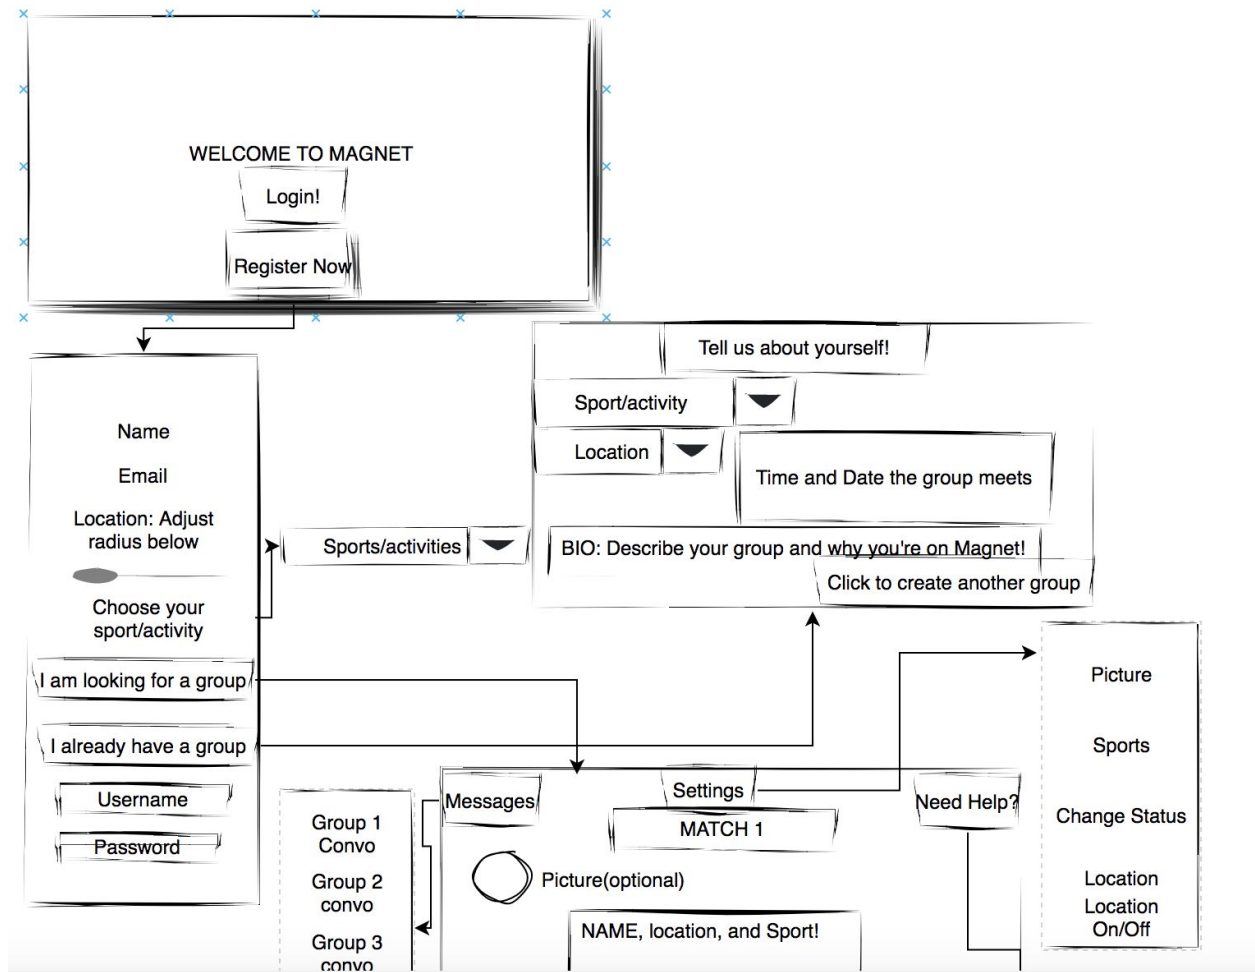 WELCOME TO MAGNET
Login!
Register Now
Name
Email
Location: Adjust
radius below
Choose your
sport/activity
I am looking for a group
I already have a group
Username
Password
Sports/activities
Tell us about yourself!
Sport/activity
Location
Time and Date the group meets
BIO: Describe your group and why you're on Magnet!
Click to create another group
Messages
Settings
Need Help?
MATCH 1
Picture(optional)
NAME, location, and Sport!
Group 1
Convo
Group 2
convo
Group 3
convo
Picture
Sports
Change Status
Location
Location
On/Off